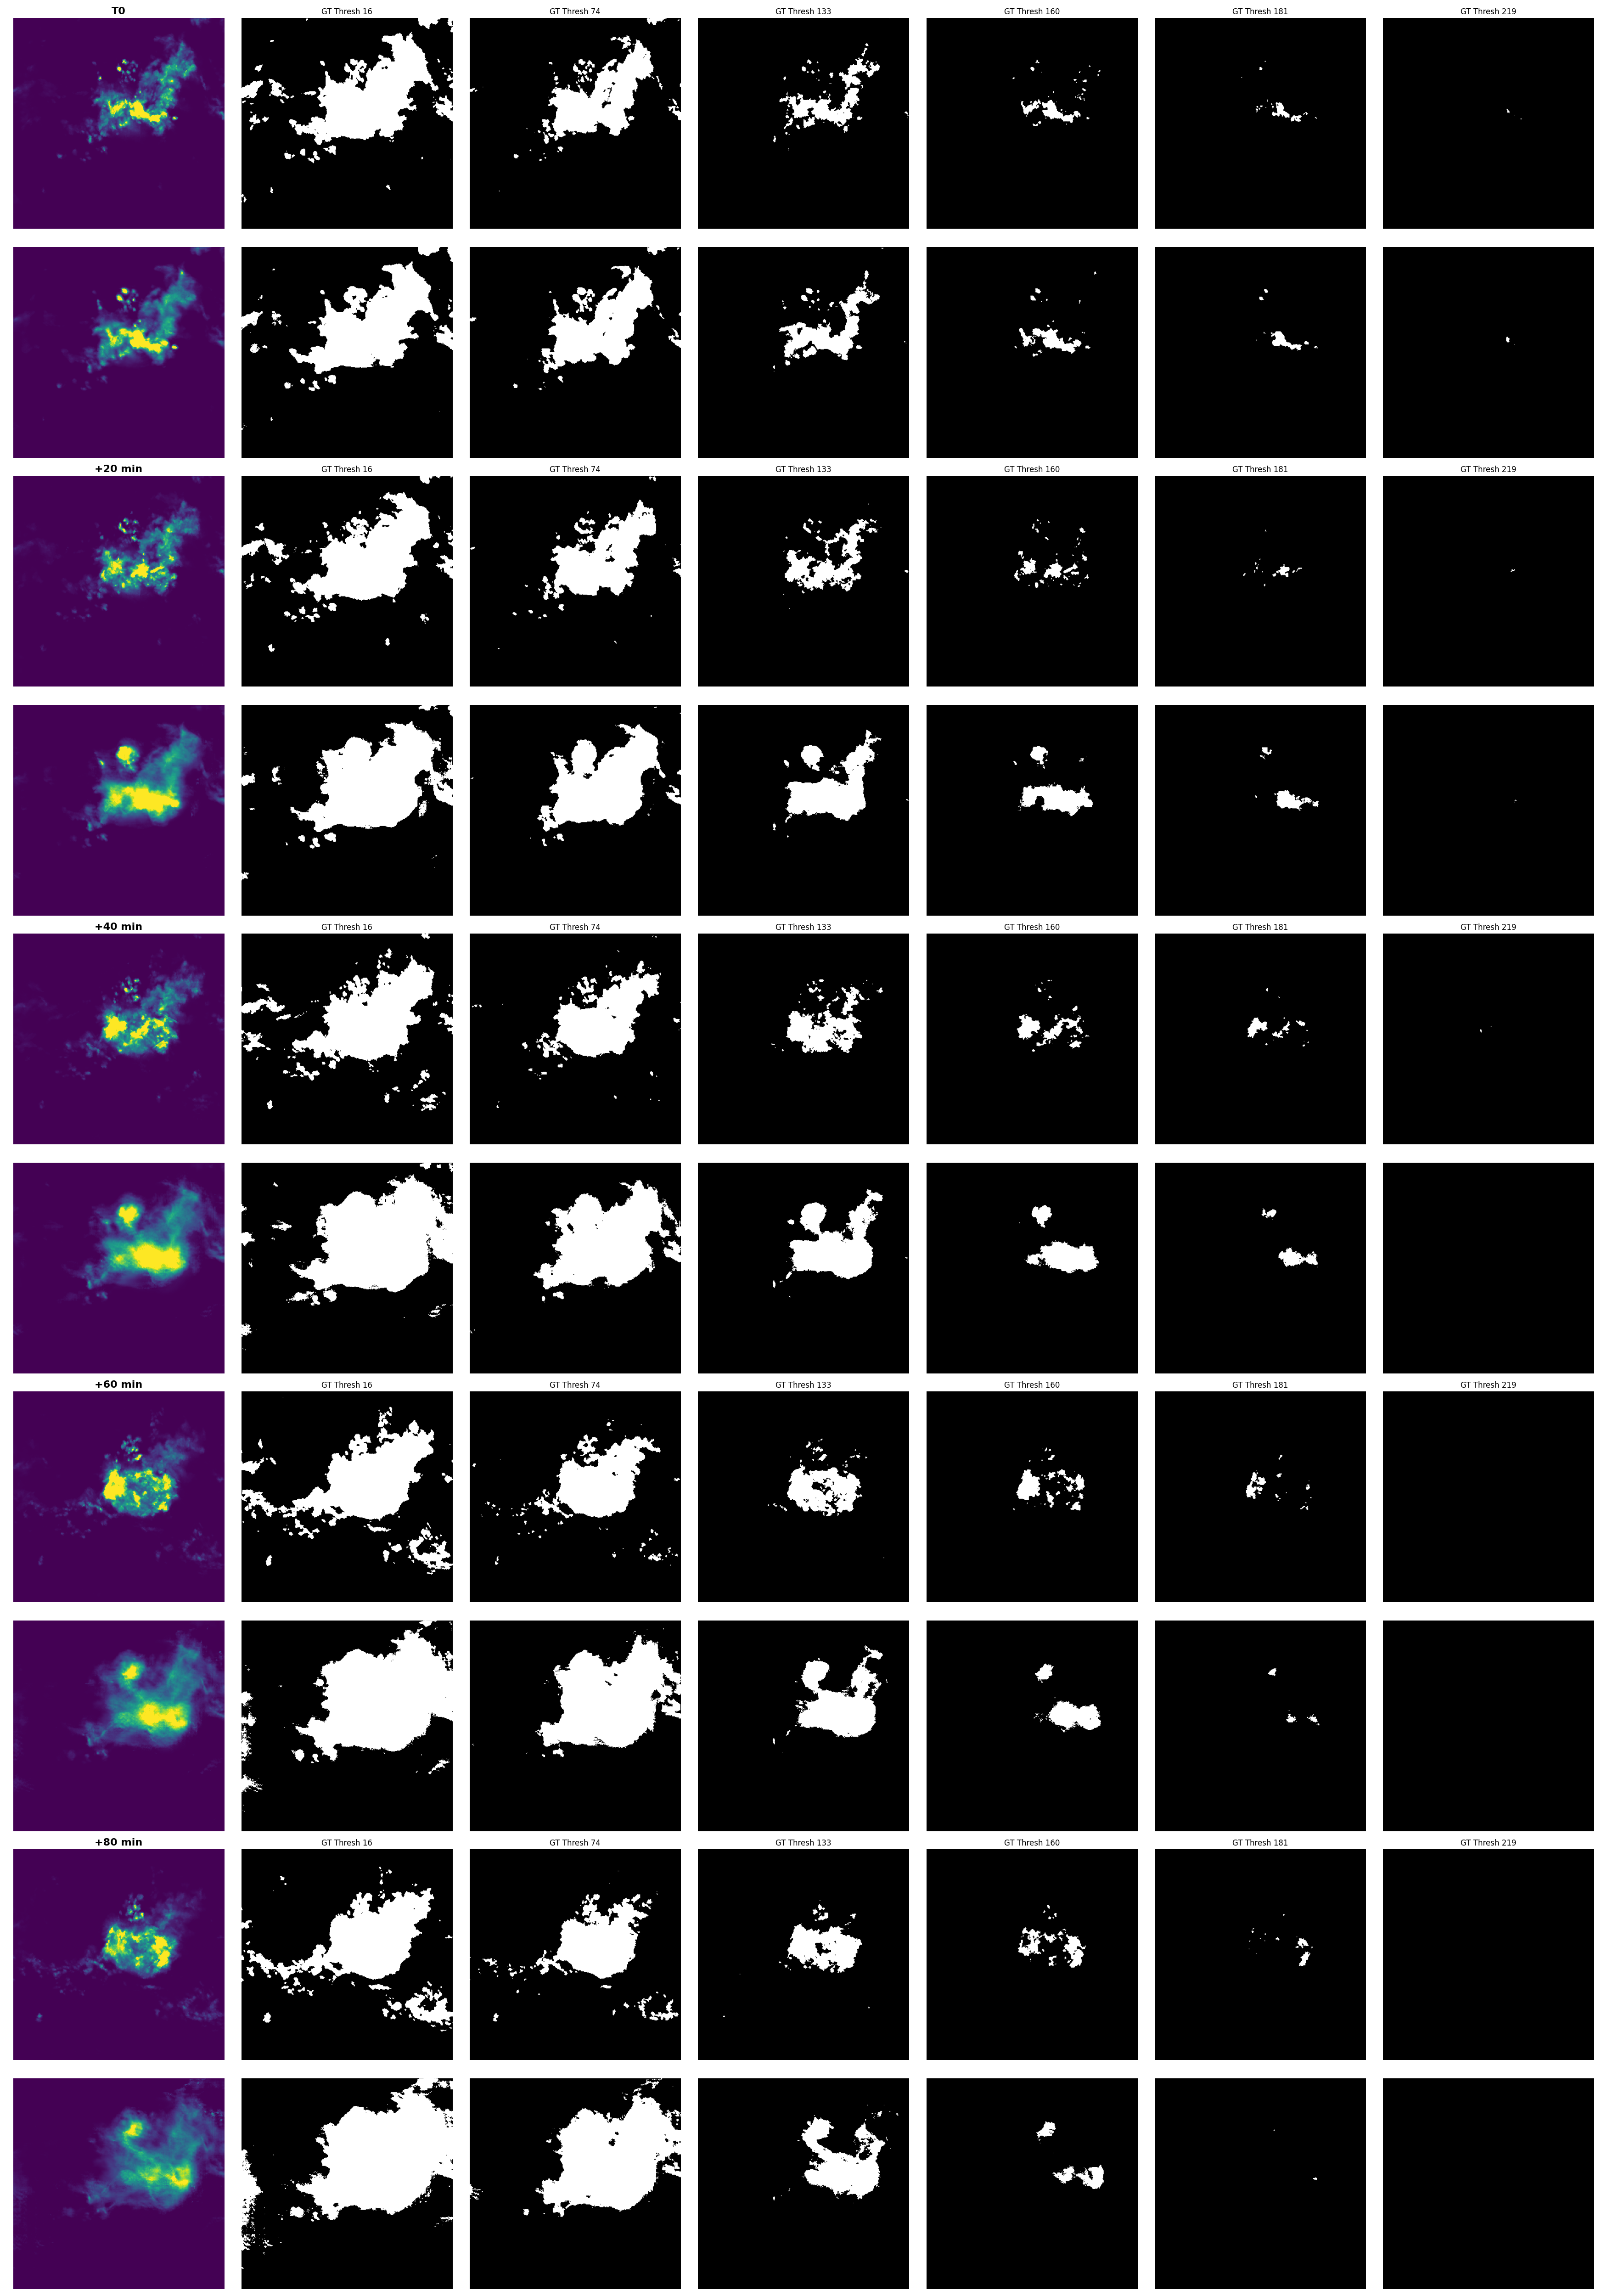 T0 GT Thresh 16 GT Thresh 74 GT Thresh 133 GT Thresh 160 GT Thresh 181 GT Thresh 219
+20 min GT Thresh 16 GT Thresh 74 GT Thresh 133 GT Thresh 160 GT Thresh 181 GT Thresh 219
+40 min GT Thresh 16 GT Thresh 74 GT Thresh 133 GT Thresh 160 GT Thresh 181 GT Thresh 219
+60 min GT Thresh 16 GT Thresh 74 GT Thresh 133 GT Thresh 160 GT Thresh 181 GT Thresh 219
+80 min GT Thresh 16 GT Thresh 74 GT Thresh 133 GT Thresh 160 GT Thresh 181 GT Thresh 219